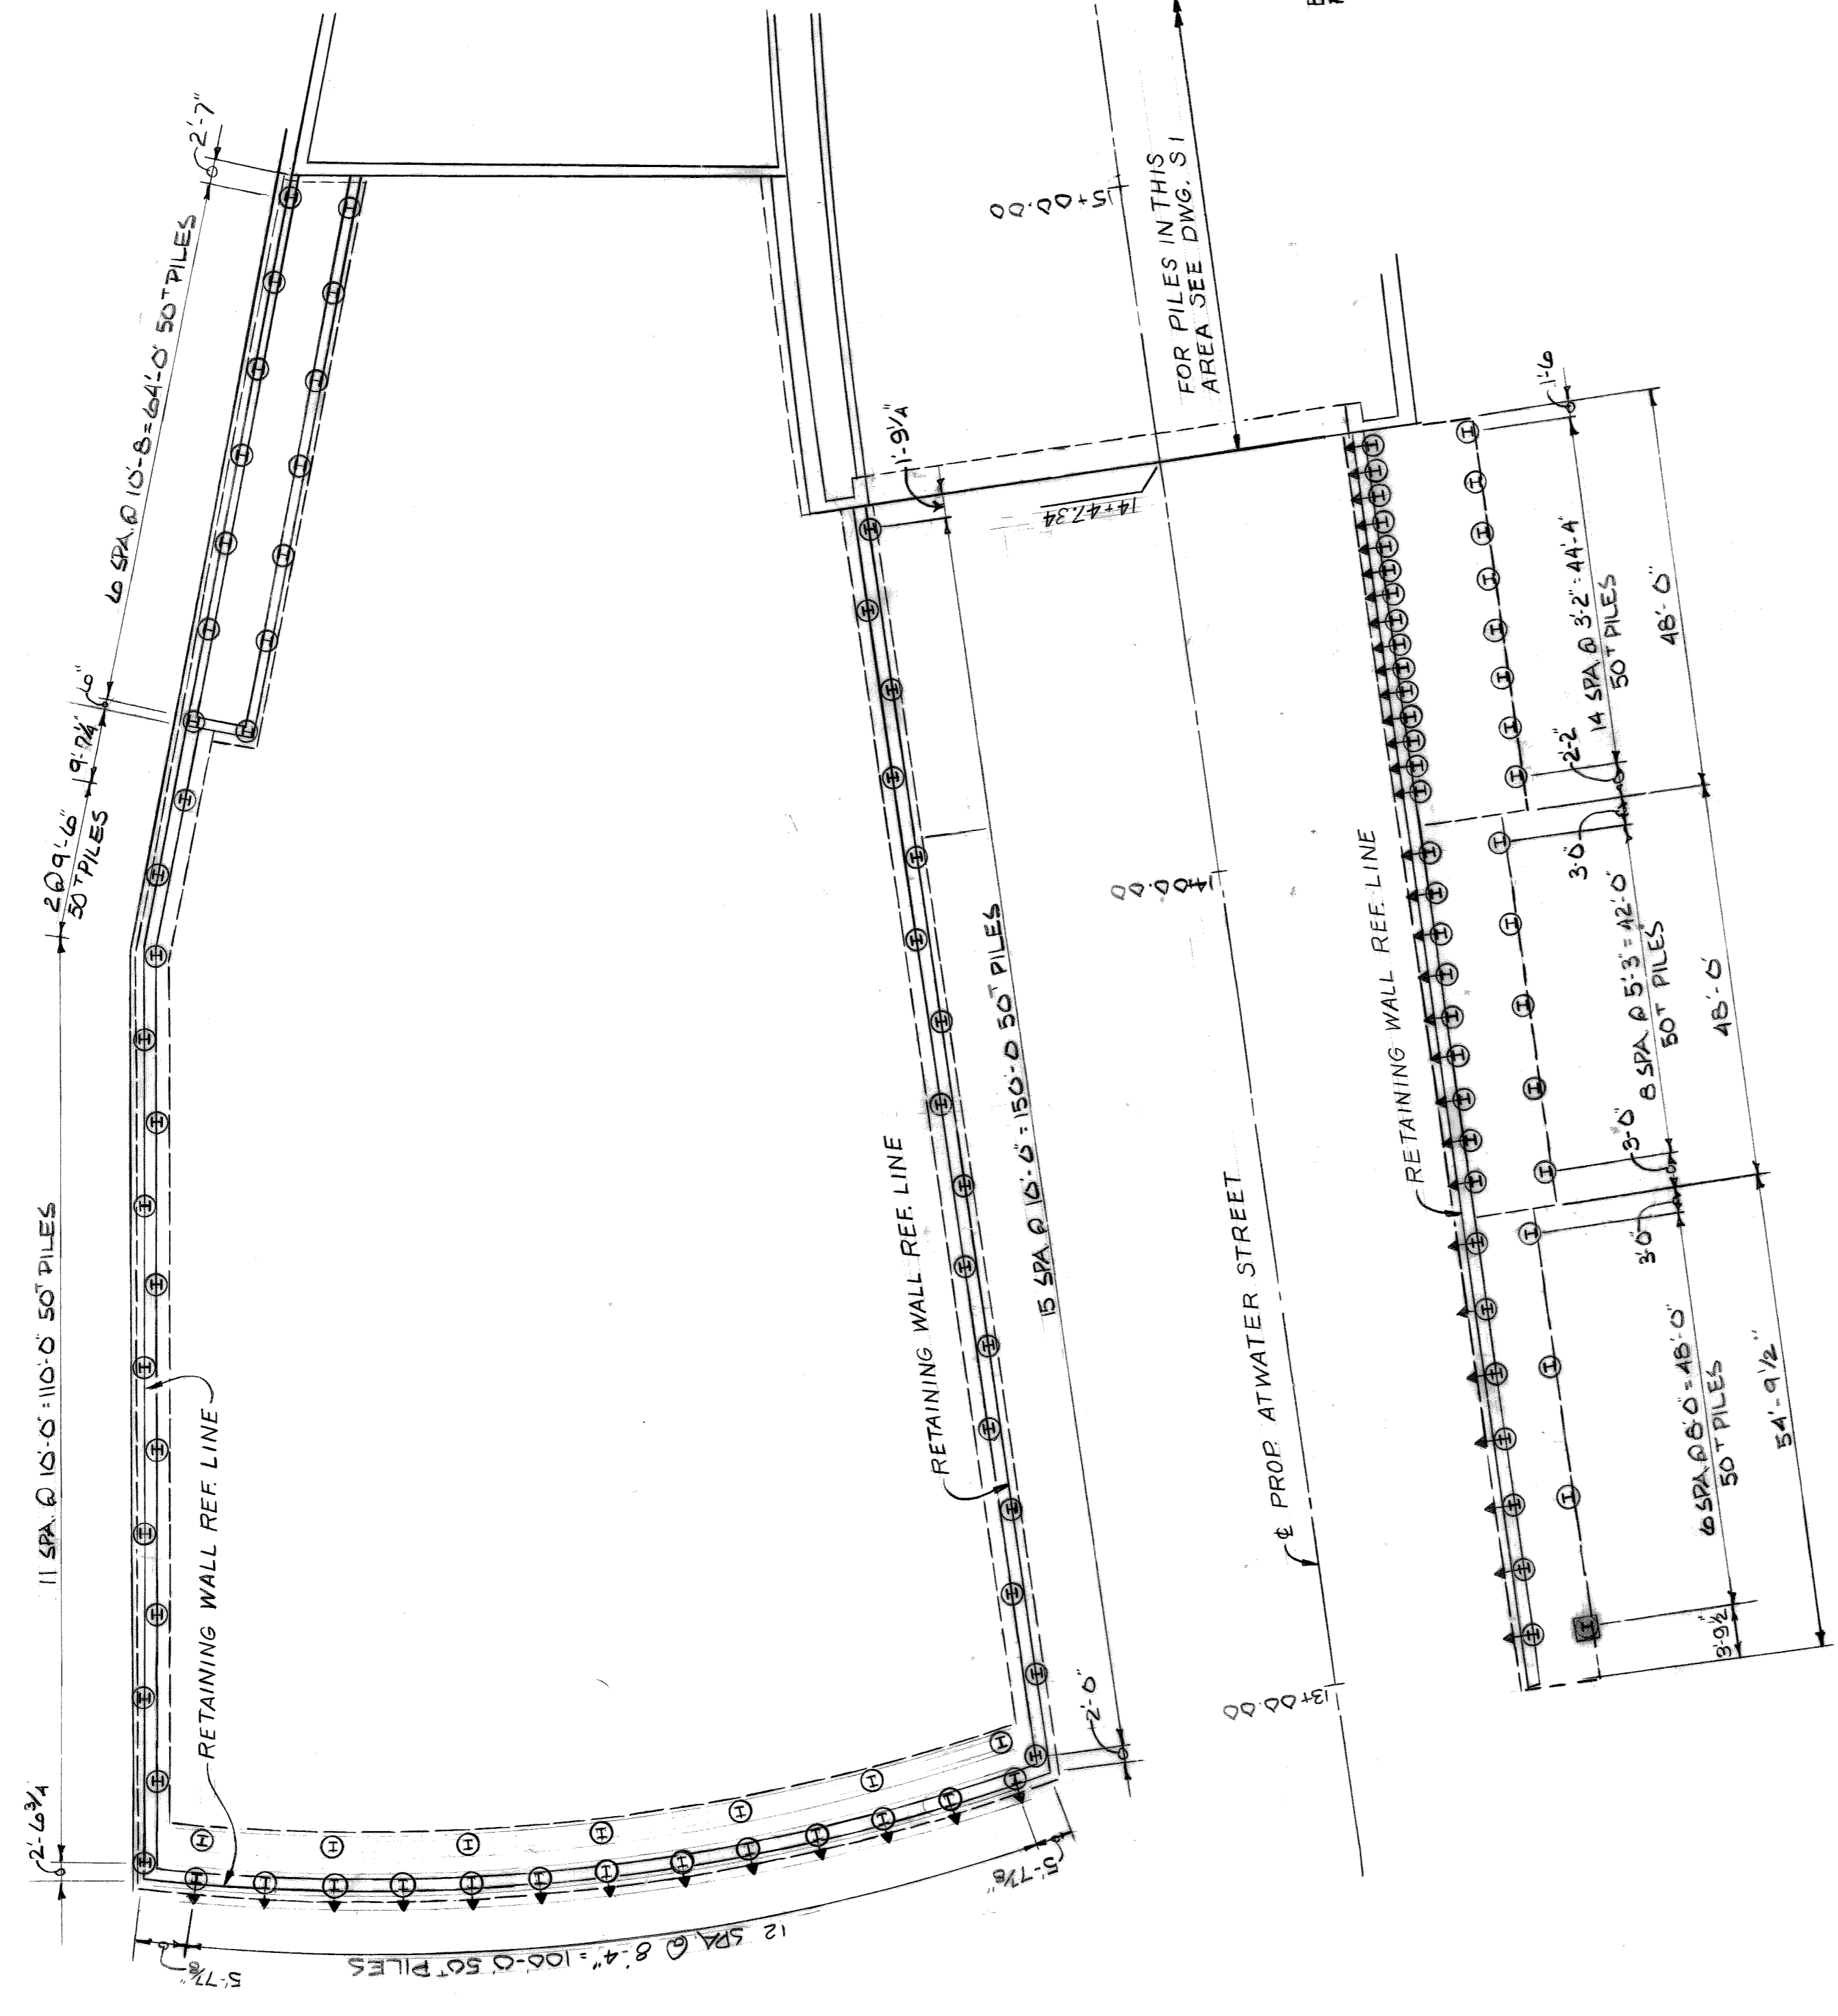 2'-7"
6 SPA. @ 10'-8 = 64'-0" 50ᵀ PILES
6"
9'-7¼"
2 @ 9'-6"
50ᵀ PILES
11 SPA. @ 10'-0" = 110'-0" 50ᵀ PILES
RETAINING WALL REF. LINE
2'-6¾
5'-7⅞"
12 SPA. @ 8'-4" = 100'-0" 50ᵀ PILES
5'-7⅞"
2'-0"
15 SPA. @ 10'-0" = 150'-0 50ᵀ PILES
RETAINING WALL REF. LINE
1'-9¼"
14+47.34
15+00.00
14+00.00
13+00.00
℄ PROP. ATWATER STREET
FOR PILES IN THIS
AREA SEE DWG. S1
RETAINING WALL REF. LINE
1'-6
14 SPA. @ 3'-2" = 44'-4"
50ᵀ PILES
48'-0"
2'-2"
3'-0"
8 SPA. @ 5'-3" = 42'-0"
50ᵀ PILES
48'-0"
3'-0"
3'-0"
6 SPA. @ 8'-0" = 48'-0"
50ᵀ PILES
54'-9½"
3'-9½"